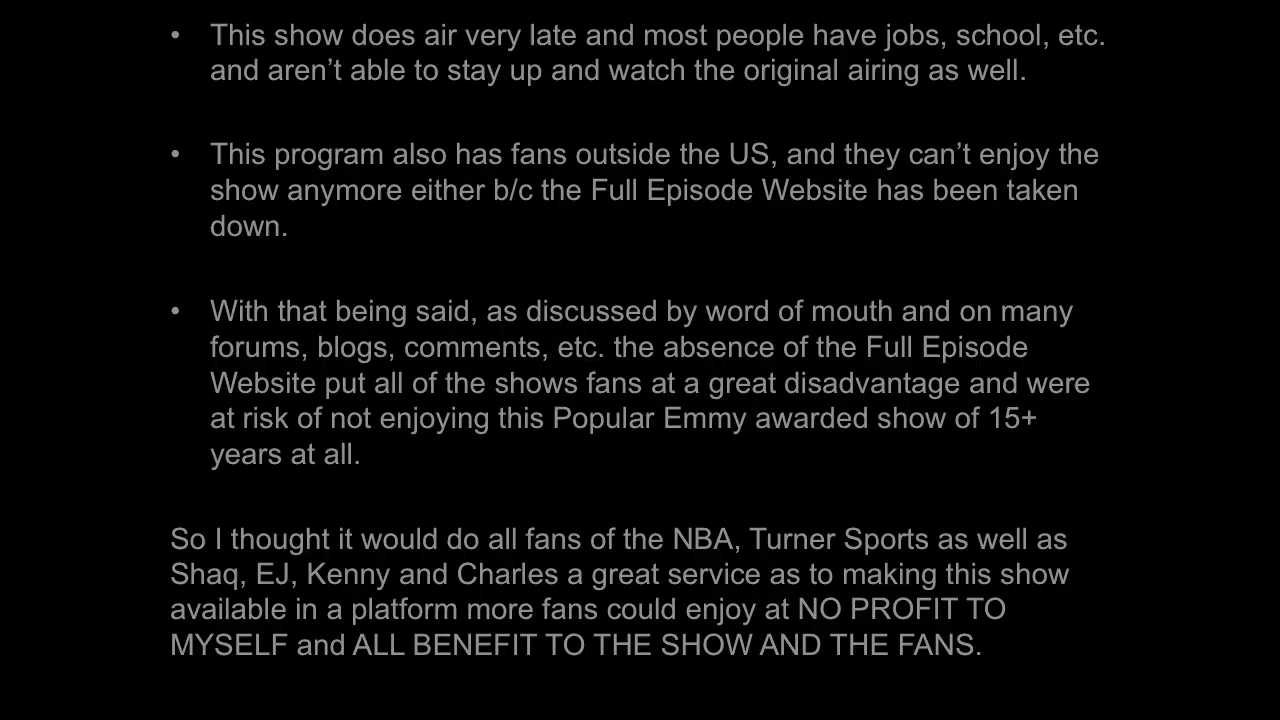 • This show does air very late and most people have jobs, school, etc.
and aren’t able to stay up and watch the original airing as well.
• This program also has fans outside the US, and they can’t enjoy the
show anymore either b/c the Full Episode Website has been taken
down.
• With that being said, as discussed by word of mouth and on many
forums, blogs, comments, etc. the absence of the Full Episode
Website put all of the shows fans at a great disadvantage and were
at risk of not enjoying this Popular Emmy awarded show of 15+
years at all.
So I thought it would do all fans of the NBA, Turner Sports as well as
Shaq, EJ, Kenny and Charles a great service as to making this show
available in a platform more fans could enjoy at NO PROFIT TO
MYSELF and ALL BENEFIT TO THE SHOW AND THE FANS.